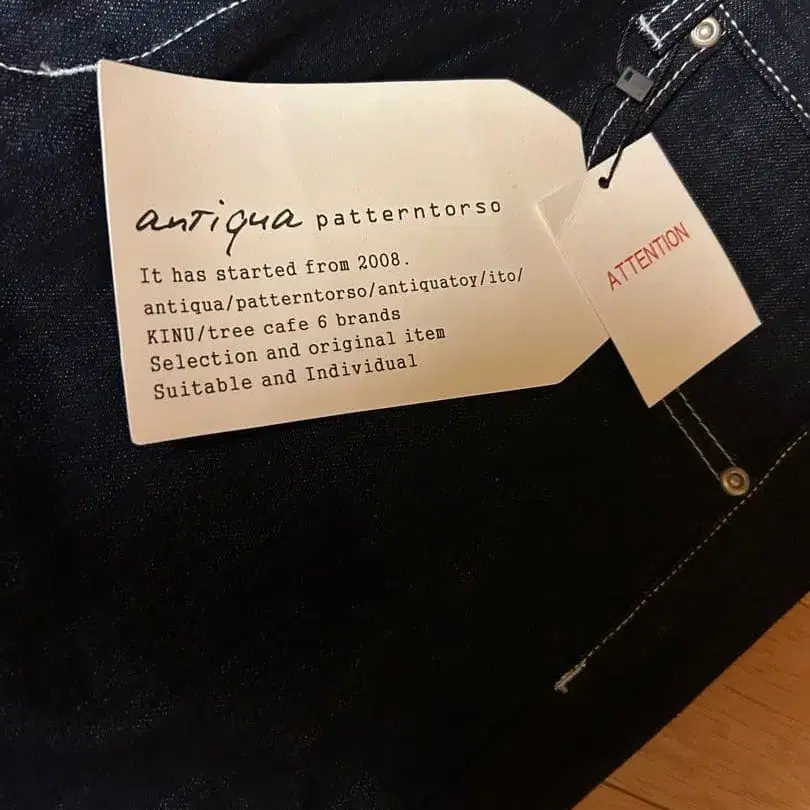 antiqua patterntorso
It has started from 2008.
antiqua/patterntorso/antiquatoy/ito/
KINU/tree cafe 6 brands
Selection and original item
Suitable and Individual
ATTENTION